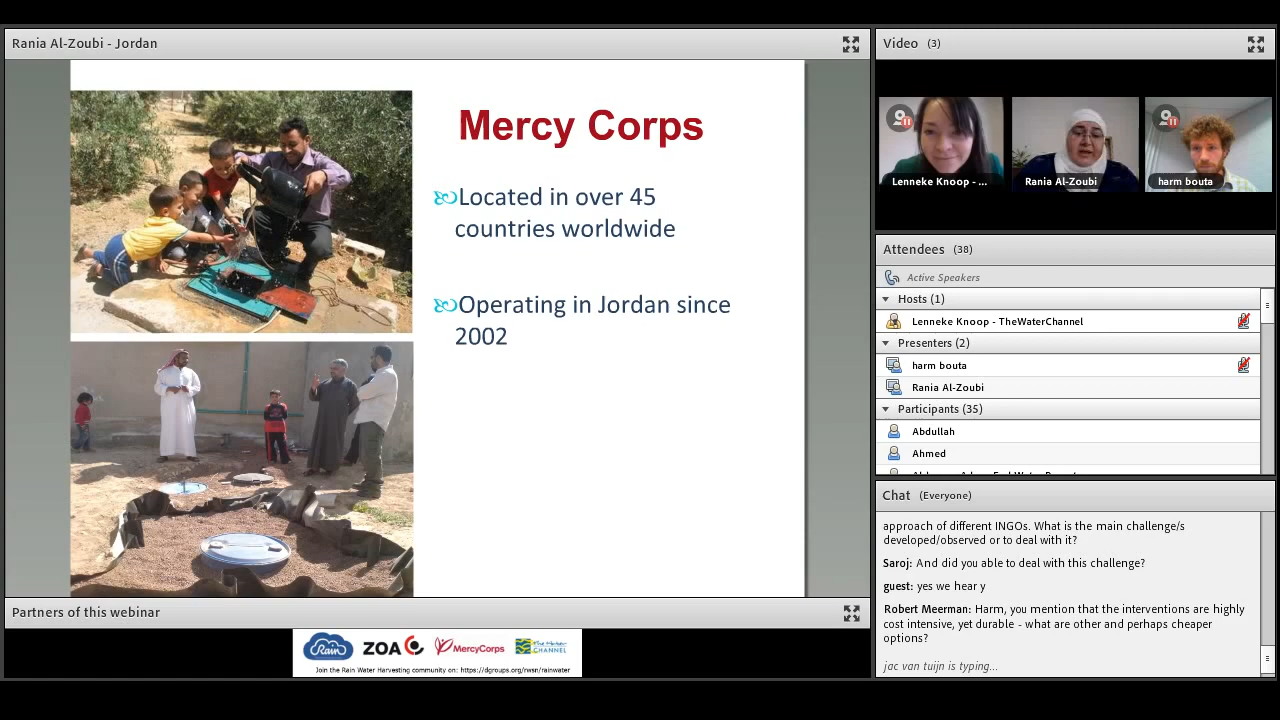 Rania Al-Zoubi - Jordan
Mercy Corps
Located in over 45
countries worldwide
Operating in Jordan since
2002
Partners of this webinar
Rain
ZOA
MercyCorps
CHANNEL
Join the Rain Water Harvesting community on: https://dgroups.org/rwsn/rainwater
Video (3)
Lenneke Knoop - ...
Rania Al-Zoubi
harm bouta
Attendees (38)
Active Speakers
Hosts (1)
Lenneke Knoop - TheWaterChannel
Presenters (2)
harm bouta
Rania Al-Zoubi
Participants (35)
Abdullah
Ahmed
Chat (Everyone)
approach of different INGOs. What is the main challenge/s
developed/observed or to deal with it?
Saroj: And did you able to deal with this challenge?
guest: yes we hear y
Robert Meerman: Harm, you mention that the interventions are highly
cost intensive, yet durable - what are other and perhaps cheaper
options?
jac van tuijn is typing...